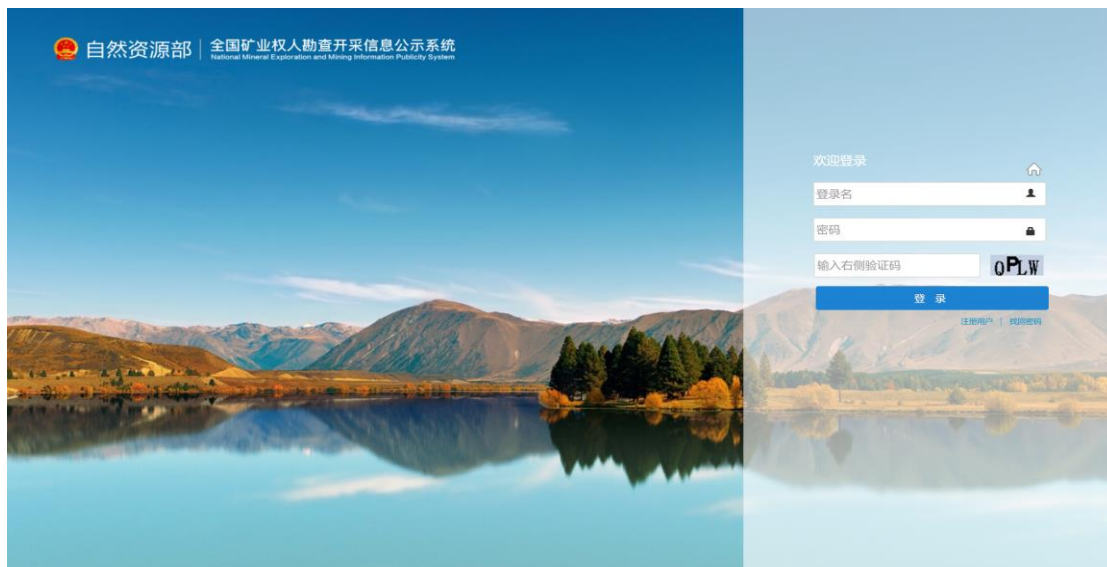 自然资源部
全国矿业权人勘查开采信息公示系统
National Mineral Exploration and Mining Information Publicity System
欢迎登录
登录名
密码
输入右侧验证码
QPLW
登 录
注册用户 | 找回密码